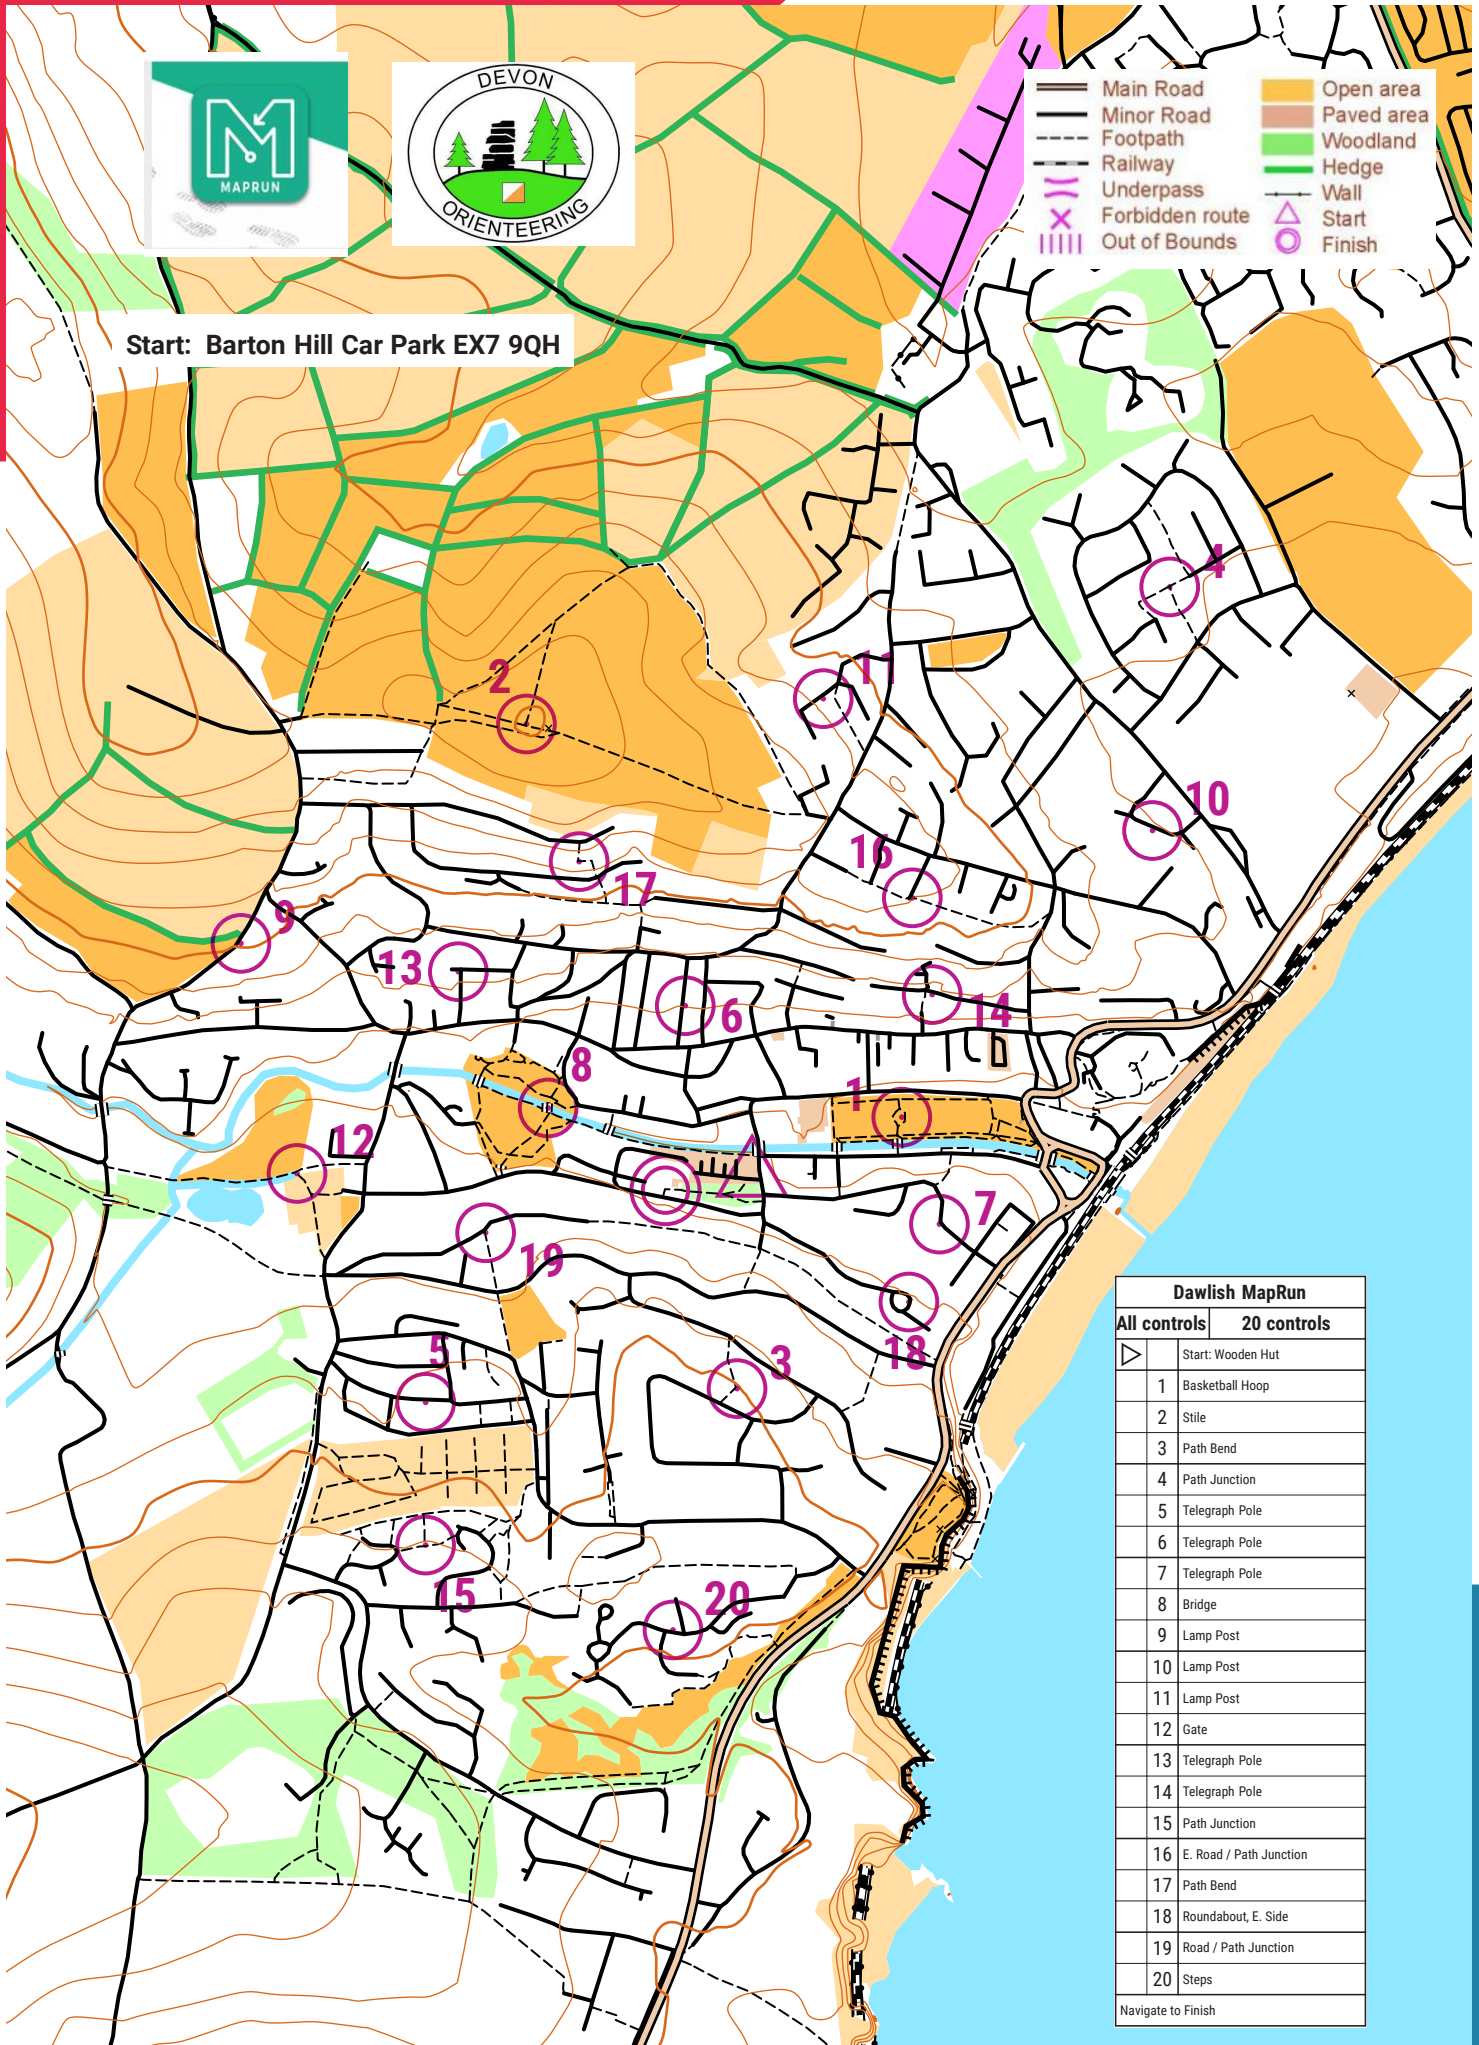 MAPRUN
DEVON
ORIENTEERING
Main Road
Minor Road
Footpath
Railway
Underpass
Forbidden route
Out of Bounds
Open area
Paved area
Woodland
Hedge
Wall
Start
Finish
Start: Barton Hill Car Park EX7 9QH
4
2
11
10
16
17
9
13
6
14
8
1
12
7
19
18
5
3
15
20
Dawlish MapRun
All controls 20 controls
Start: Wooden Hut
1 Basketball Hoop
2 Stile
3 Path Bend
4 Path Junction
5 Telegraph Pole
6 Telegraph Pole
7 Telegraph Pole
8 Bridge
9 Lamp Post
10 Lamp Post
11 Lamp Post
12 Gate
13 Telegraph Pole
14 Telegraph Pole
15 Path Junction
16 E. Road / Path Junction
17 Path Bend
18 Roundabout, E. Side
19 Road / Path Junction
20 Steps
Navigate to Finish